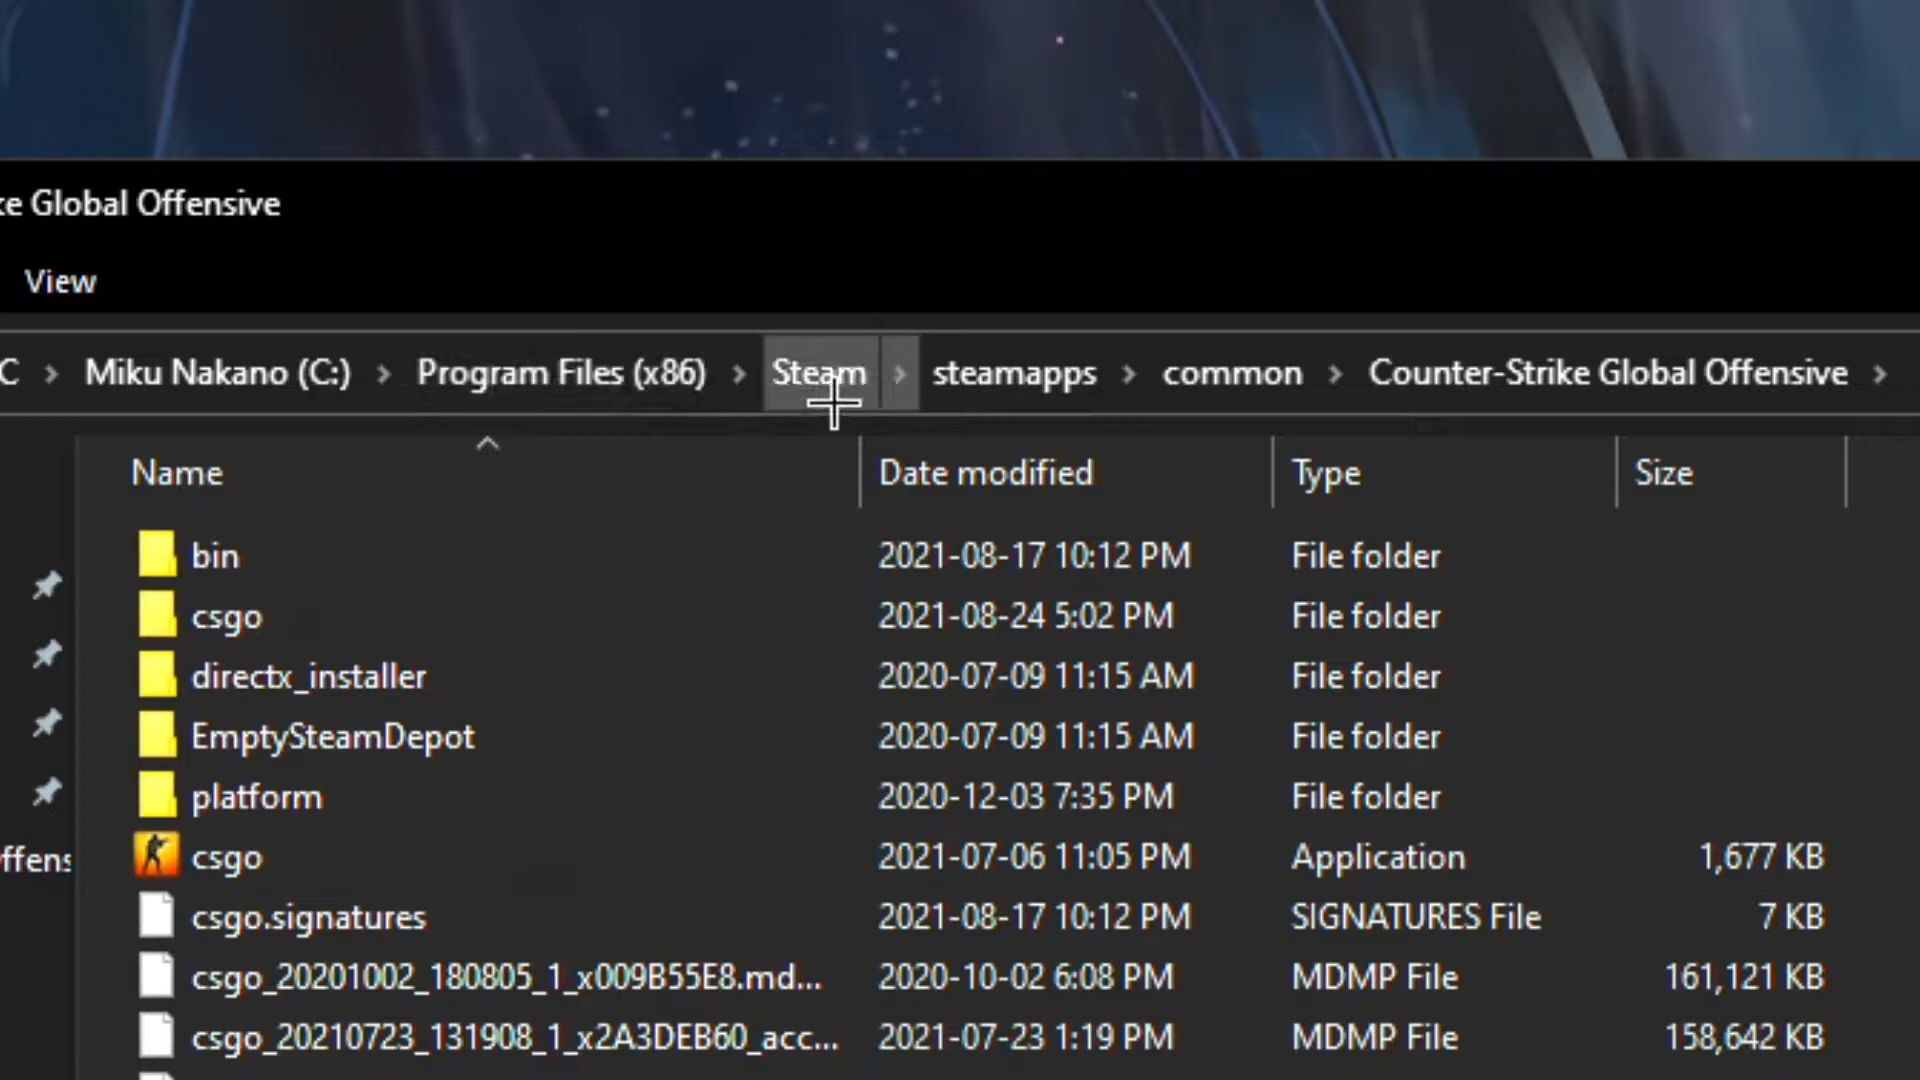 ke Global Offensive
View
C > Miku Nakano (C:) > Program Files (x86) > Steam > steamapps > common > Counter-Strike Global Offensive >
Name Date modified Type Size
bin 2021-08-17 10:12 PM File folder
csgo 2021-08-24 5:02 PM File folder
directx_installer 2020-07-09 11:15 AM File folder
EmptySteamDepot 2020-07-09 11:15 AM File folder
platform 2020-12-03 7:35 PM File folder
ffens
csgo 2021-07-06 11:05 PM Application 1,677 KB
csgo.signatures 2021-08-17 10:12 PM SIGNATURES File 7 KB
csgo_20201002_180805_1_x009B55E8.md... 2020-10-02 6:08 PM MDMP File 161,121 KB
csgo_20210723_131908_1_x2A3DEB60_acc... 2021-07-23 1:19 PM MDMP File 158,642 KB